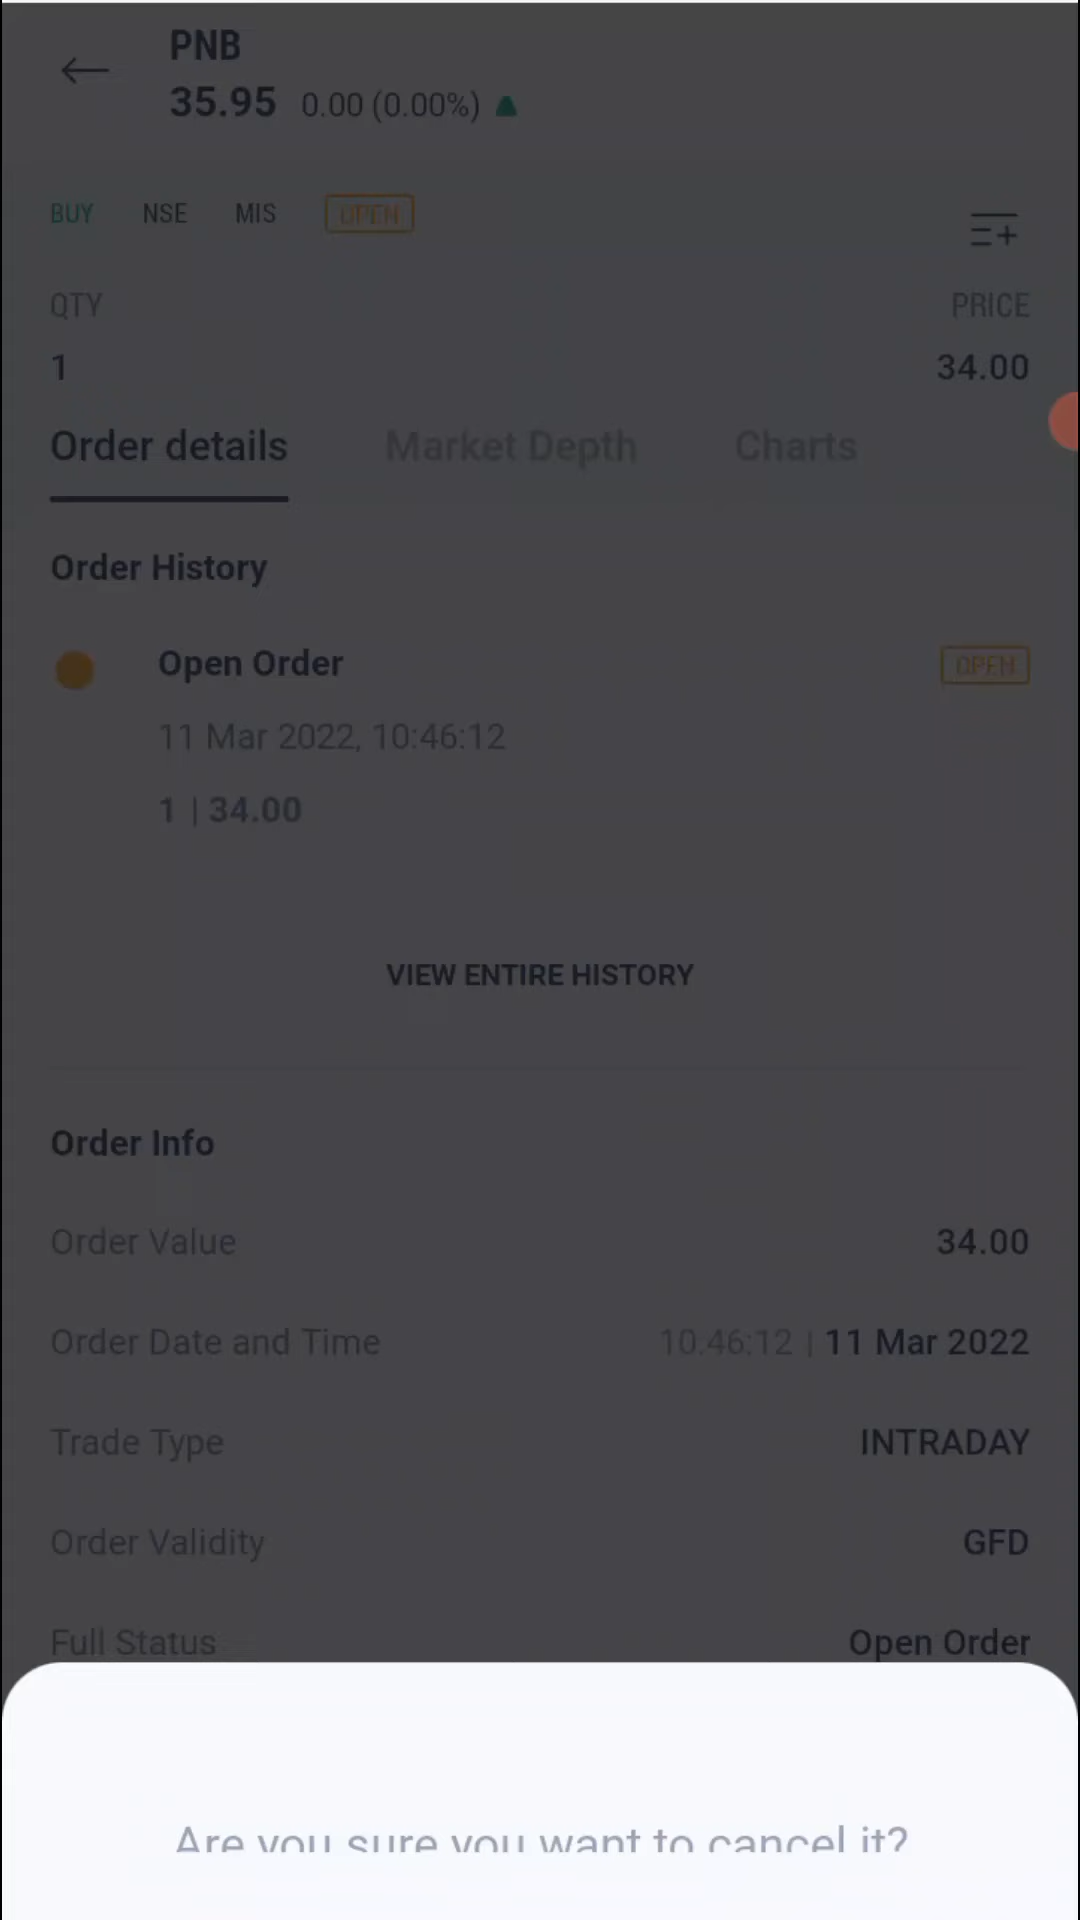 PNB
35.95 0.00 (0.00%)
BUY NSE MIS OPEN
QTY PRICE
1 34.00
Order details Market Depth Charts
Order History
Open Order OPEN
11 Mar 2022, 10:46:12
1 | 34.00
VIEW ENTIRE HISTORY
Order Info
Order Value 34.00
Order Date and Time 10:46:12 | 11 Mar 2022
Trade Type INTRADAY
Order Validity GFD
Full Status Open Order
Are you sure you want to cancel it?